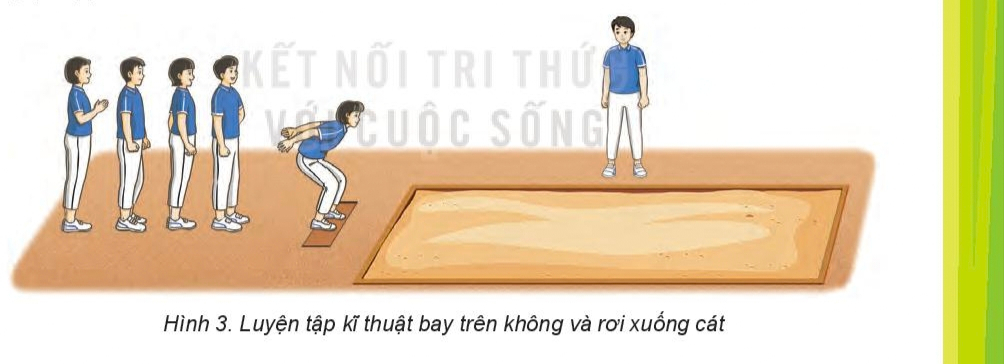 KẾT NỐI TRI THỨC
VỚI CUỘC SỐNG
Hình 3. Luyện tập kĩ thuật bay trên không và rơi xuống cát